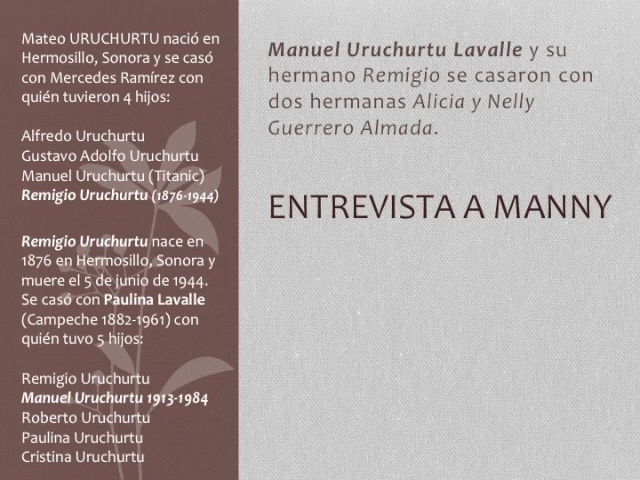 Mateo URUCHURTU nació en
Hermosillo, Sonora y se casó
con Mercedes Ramírez con
quién tuvieron 4 hijos:
Alfredo Uruchurtu
Gustavo Adolfo Uruchurtu
Manuel Uruchurtu (Titanic)
Remigio Uruchurtu (1876-1944)
Remigio Uruchurtu nace en
1876 en Hermosillo, Sonora y
muere el 5 de junio de 1944.
Se casó con Paulina Lavalle
(Campeche 1882-1961) con
quién tuvo 5 hijos:
Remigio Uruchurtu
Manuel Uruchurtu 1913-1984
Roberto Uruchurtu
Paulina Uruchurtu
Cristina Uruchurtu
Manuel Uruchurtu Lavalle y su
hermano Remigio se casaron con
dos hermanas Alicia y Nelly
Guerrero Almada.
ENTREVISTA A MANNY